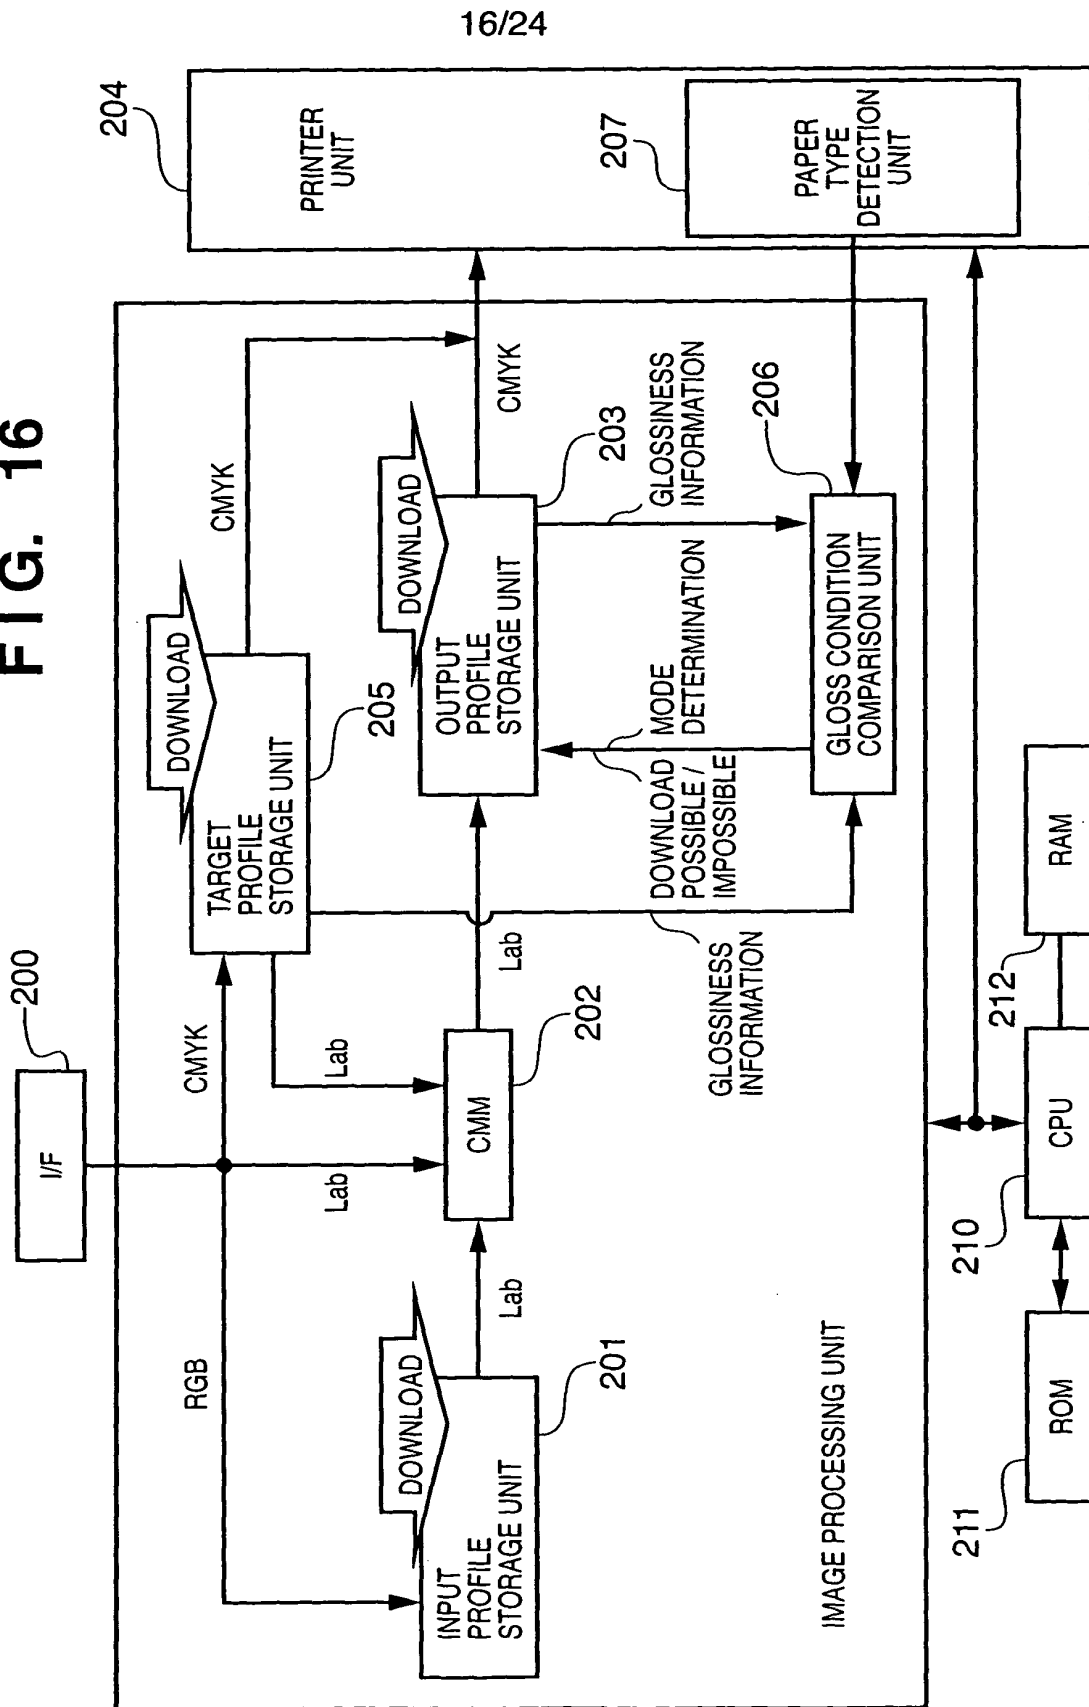 16/24
FIG. 16
200
I/F
RGB
CMYK
Lab
Lab
DOWNLOAD
TARGET
PROFILE
STORAGE UNIT
205
CMYK
DOWNLOAD
INPUT
PROFILE
STORAGE UNIT
201
Lab
CMM
202
Lab
DOWNLOAD
OUTPUT
PROFILE
STORAGE UNIT
203
CMYK
GLOSSINESS
INFORMATION
DOWNLOAD
POSSIBLE /
IMPOSSIBLE
MODE
DETERMINATION
GLOSSINESS
INFORMATION
206
GLOSS CONDITION
COMPARISON UNIT
IMAGE PROCESSING UNIT
204
PRINTER
UNIT
207
PAPER
TYPE
DETECTION
UNIT
211
ROM
210
CPU
212
RAM